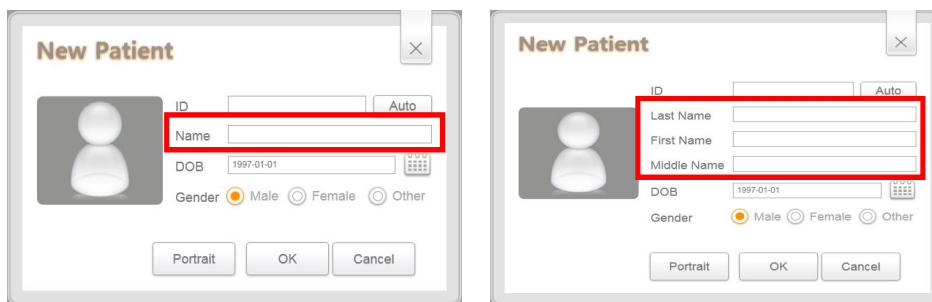 New Patient
ID
Auto
Name
DOB 1997-01-01
Gender Male Female Other
Portrait OK Cancel
New Patient
ID
Auto
Last Name
First Name
Middle Name
DOB 1997-01-01
Gender Male Female Other
Portrait OK Cancel